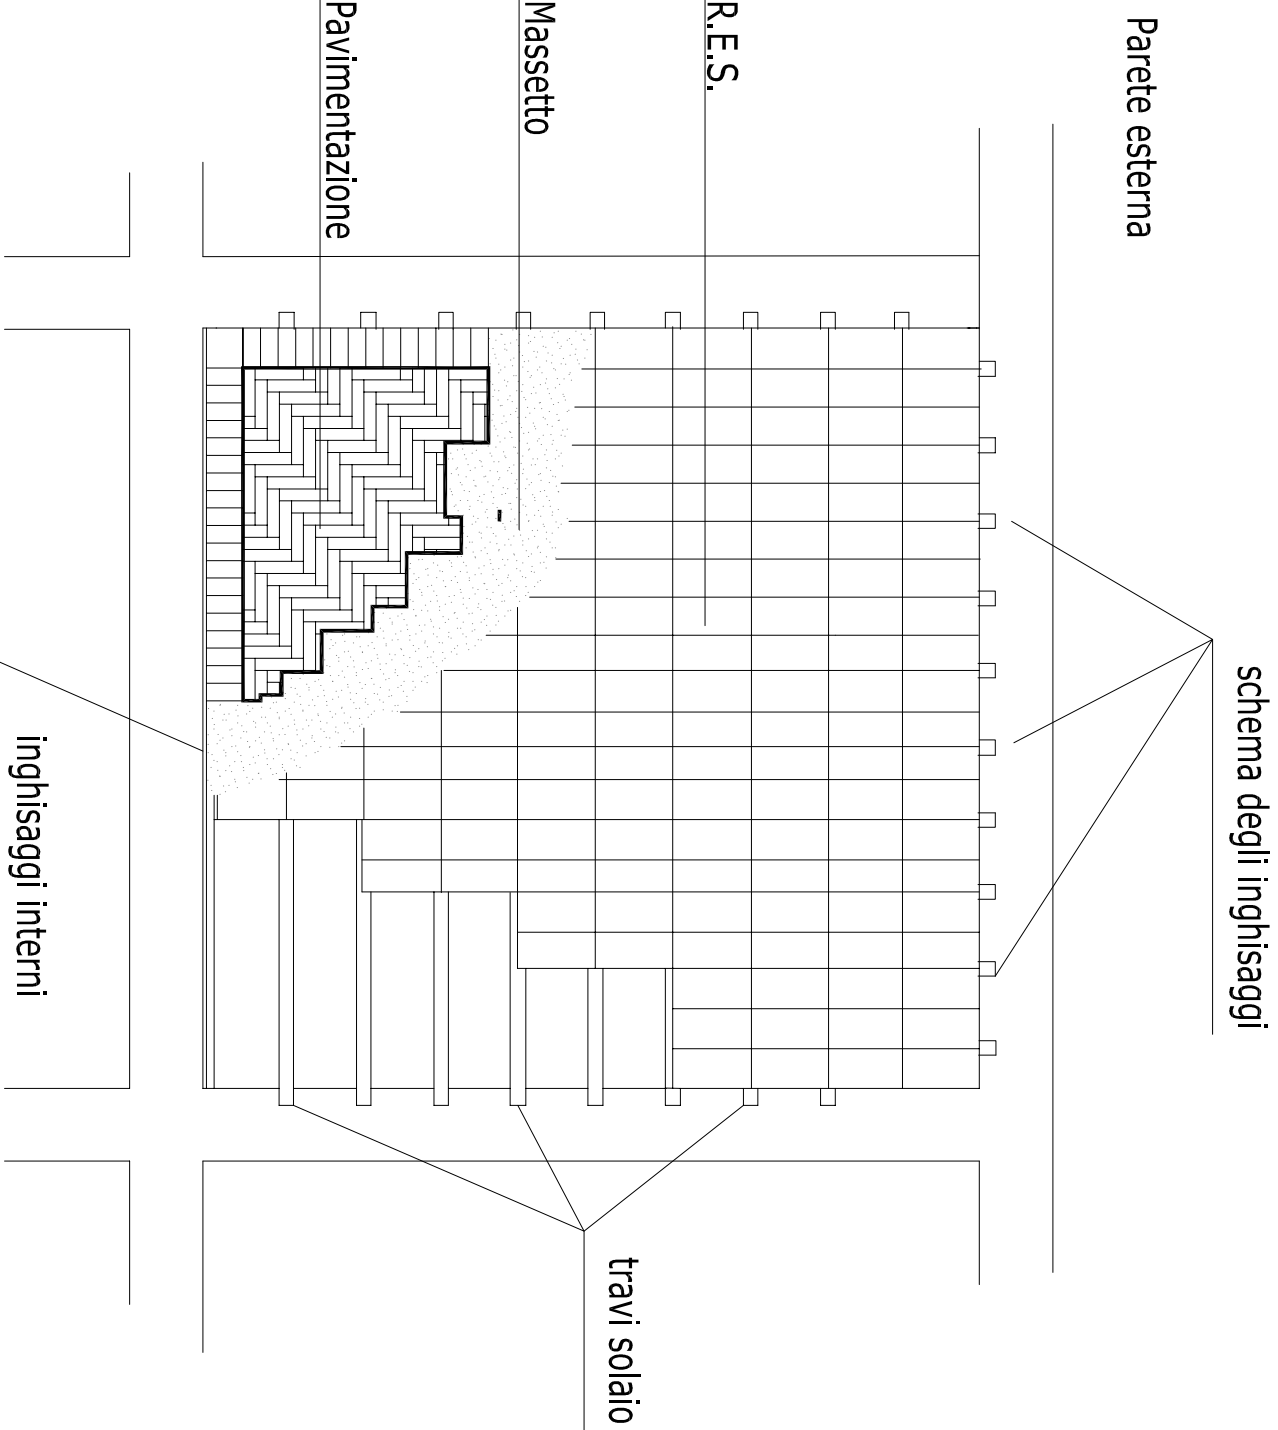 Parete esterna
schema degli inghisaggi
R.E.S.
Massetto
travi solaio
Pavimentazione
inghisaggi interni